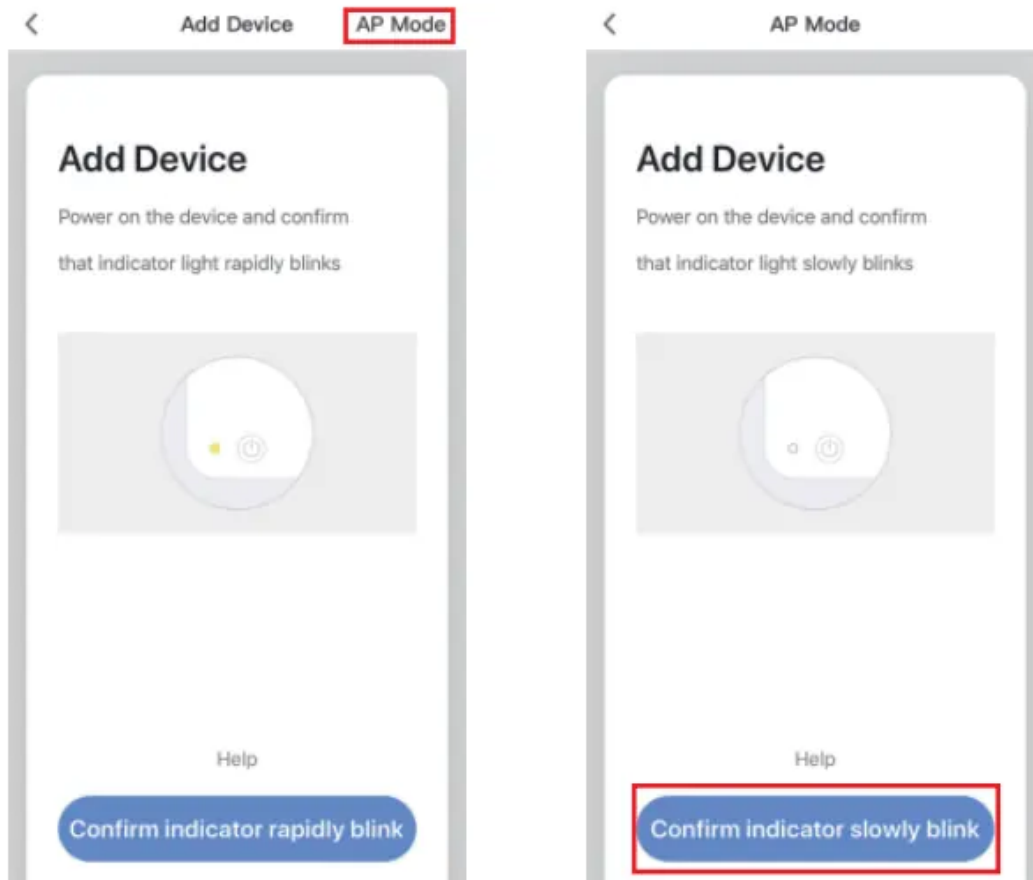 Add Device
AP Mode
Add Device
Power on the device and confirm
that indicator light rapidly blinks
Help
Confirm indicator rapidly blink
AP Mode
Add Device
Power on the device and confirm
that indicator light slowly blinks
Help
Confirm indicator slowly blink